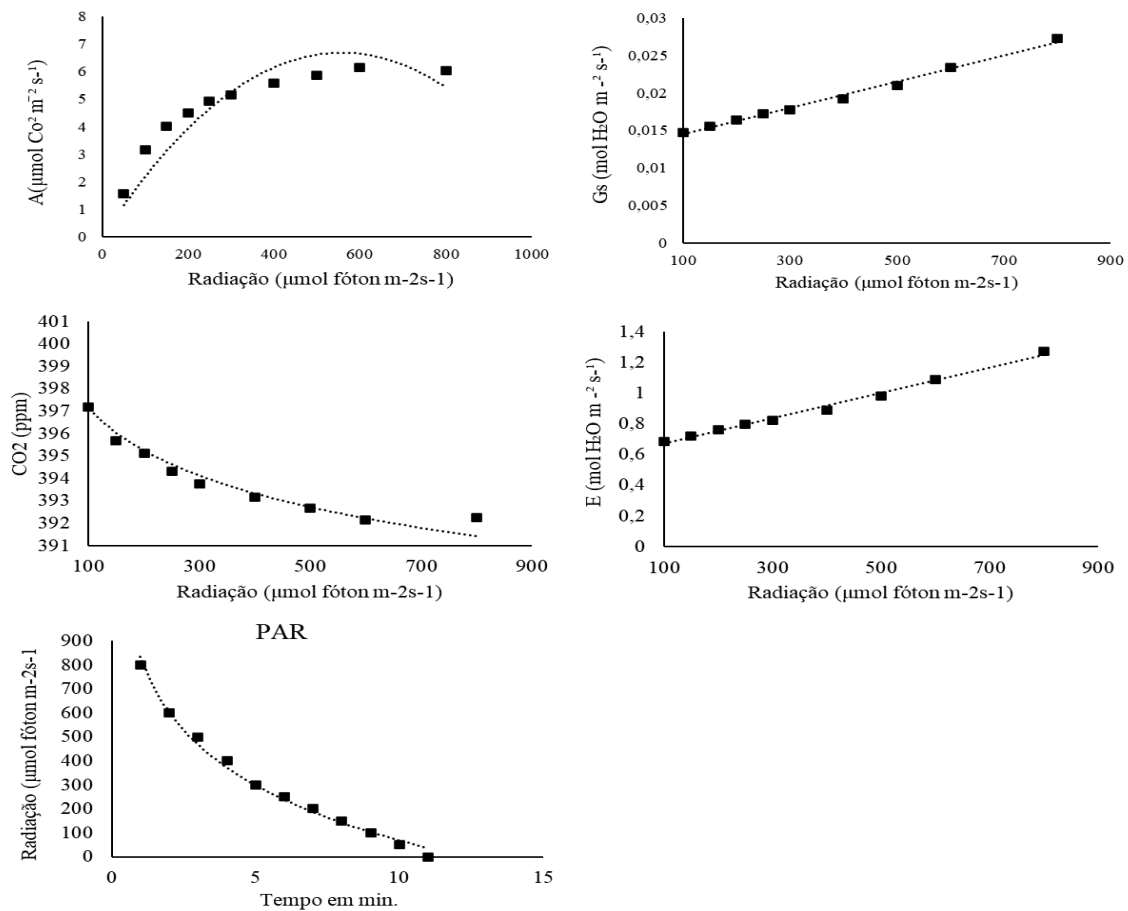 8
7
6
5
4
3
2
1
0
A(μmol Co² m⁻² s-¹)
0 200 400 600 800 1000
Radiação (μmol fóton m-2s-1)
0,03
0,025
0,02
0,015
0,01
0,005
0
Gs (mol H₂O m -² s-¹)
100 300 500 700 900
Radiação (μmol fóton m-2s-1)
401
400
399
398
397
396
395
394
393
392
391
CO2 (ppm)
100 300 500 700 900
Radiação (μmol fóton m-2s-1)
1,4
1,2
1
0,8
0,6
0,4
0,2
0
E (mol H₂O m -² s-¹)
100 300 500 700 900
Radiação (μmol fóton m-2s-1)
PAR
900
800
700
600
500
400
300
200
100
0
Radiação (μmol fóton m-2s-1
0 5 10 15
Tempo em min.